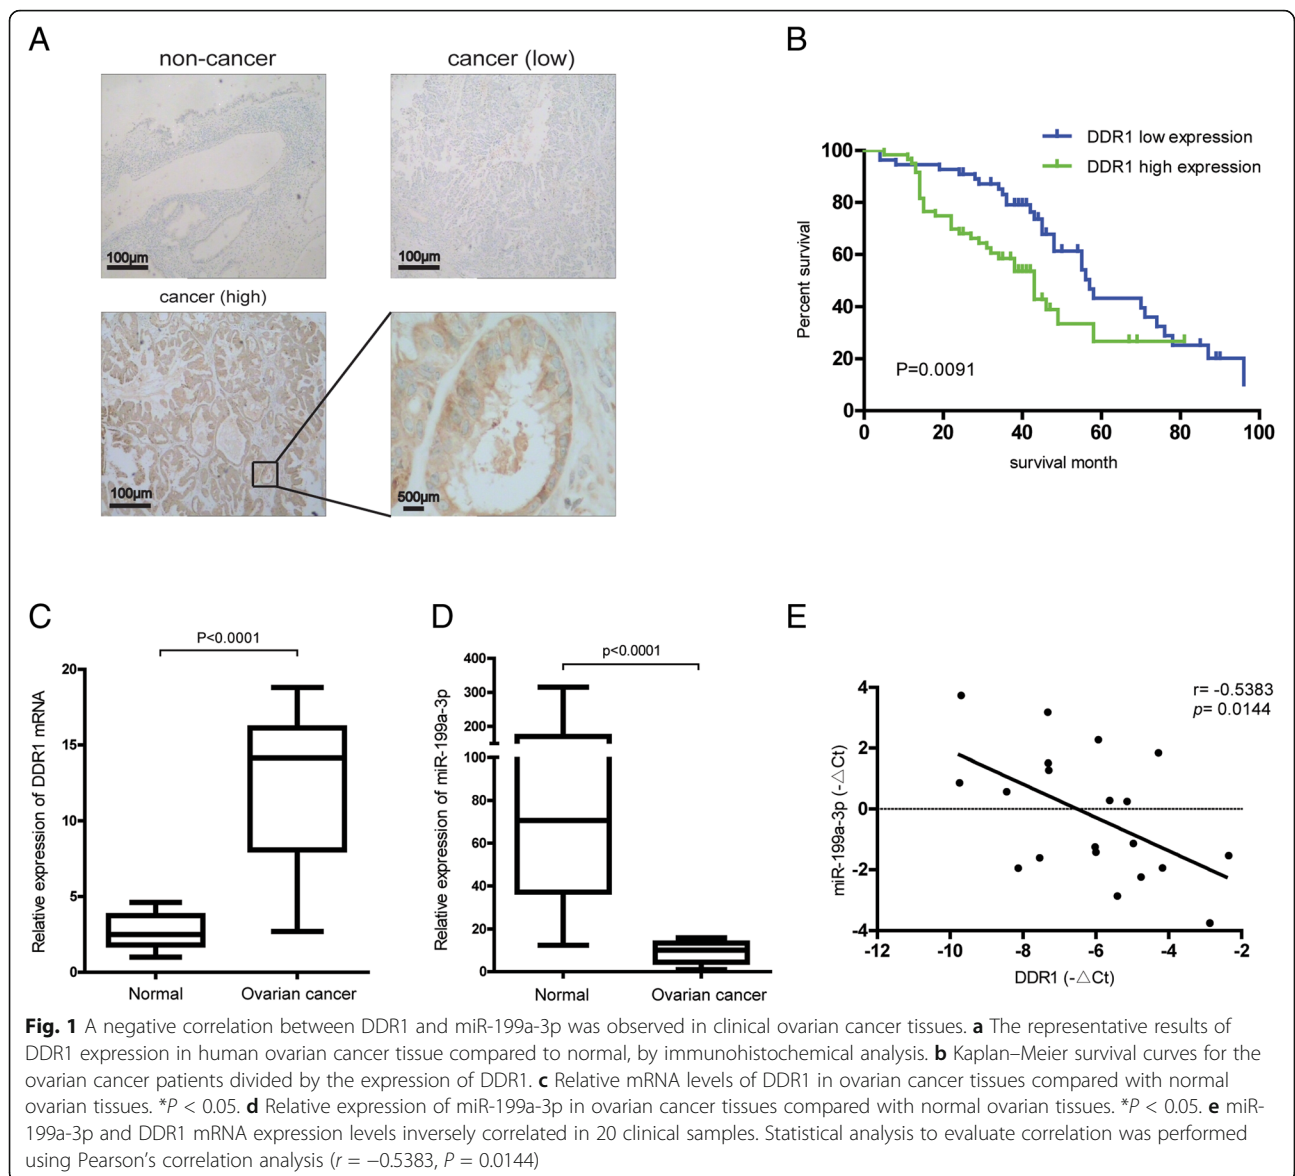 A
non-cancer
cancer (low)
100μm
100μm
cancer (high)
100μm
500μm
B
DDR1 low expression
DDR1 high expression
100
80
60
40
20
0
Percent survival
P=0.0091
0 20 40 60 80 100
survival month
C
P<0.0001
20
15
10
5
0
Relative expression of DDR1 mRNA
Normal Ovarian cancer
D
p<0.0001
400
300
200
100
80
60
40
20
0
Relative expression of miR-199a-3p
Normal Ovarian cancer
E
r= -0.5383
p= 0.0144
4
2
0
-2
-4
miR-199a-3p (-△Ct)
-12 -10 -8 -6 -4 -2
DDR1 (-△Ct)
Fig. 1 A negative correlation between DDR1 and miR-199a-3p was observed in clinical ovarian cancer tissues. a The representative results of
DDR1 expression in human ovarian cancer tissue compared to normal, by immunohistochemical analysis. b Kaplan–Meier survival curves for the
ovarian cancer patients divided by the expression of DDR1. c Relative mRNA levels of DDR1 in ovarian cancer tissues compared with normal
ovarian tissues. *P < 0.05. d Relative expression of miR-199a-3p in ovarian cancer tissues compared with normal ovarian tissues. *P < 0.05. e miR-
199a-3p and DDR1 mRNA expression levels inversely correlated in 20 clinical samples. Statistical analysis to evaluate correlation was performed
using Pearson's correlation analysis (r = −0.5383, P = 0.0144)